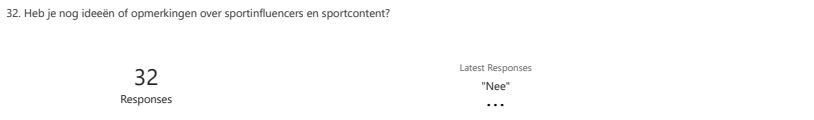 32. Heb je nog ideeën of opmerkingen over sportinfluencers en sportcontent?
32
Responses
Latest Responses
"Nee"
...